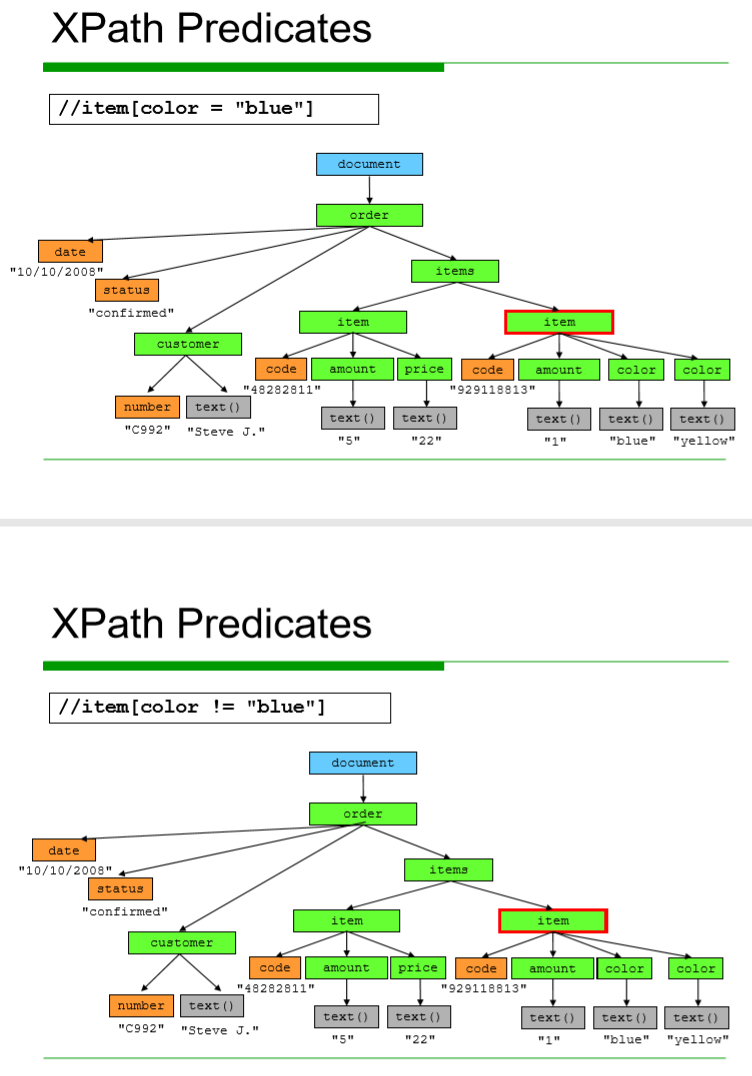 XPath Predicates
//item[color = "blue"]
document
order
date
"10/10/2008"
items
status
"confirmed"
item item
customer
code amount price code amount color color
"48282811" "929118813"
number text() text() text() text() text() text()
"C992" "Steve J." "5" "22" "1" "blue" "yellow"
XPath Predicates
//item[color != "blue"]
document
order
date
"10/10/2008"
items
status
"confirmed"
item item
customer
code amount price code amount color color
"48282811" "929118813"
number text() text() text() text() text() text()
"C992" "Steve J." "5" "22" "1" "blue" "yellow"